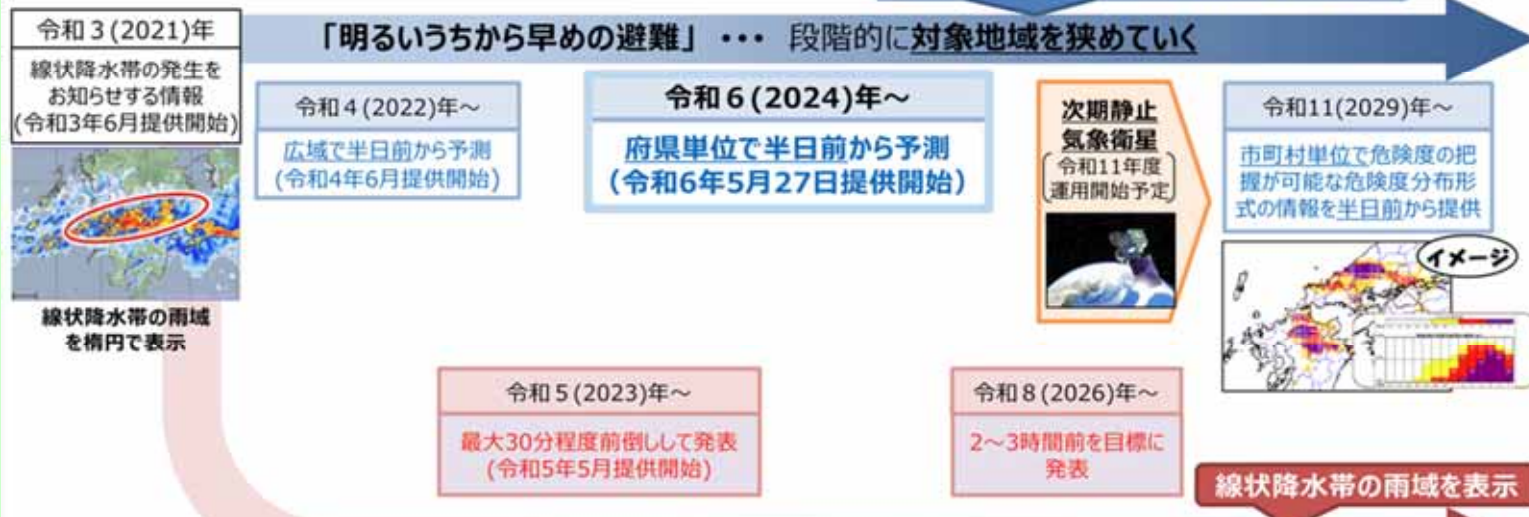 令和３(2021)年
線状降水帯の発生を
お知らせする情報
(令和3年6月提供開始)
線状降水帯の雨域
を楕円で表示
「明るいうちから早めの避難」 ・・・ 段階的に対象地域を狭めていく
令和４(2022)年～
広域で半日前から予測
(令和4年6月提供開始)
令和６(2024)年～
府県単位で半日前から予測
（令和6年5月27日提供開始）
次期静止
気象衛星
令和11年度
運用開始予定
令和11(2029)年～
市町村単位で危険度の把
握が可能な危険度分布形
式の情報を半日前から提供
イメージ
令和５(2023)年～
最大30分程度前倒しして発表
(令和5年5月提供開始)
令和８(2026)年～
2～3時間前を目標に
発表
線状降水帯の雨域を表示